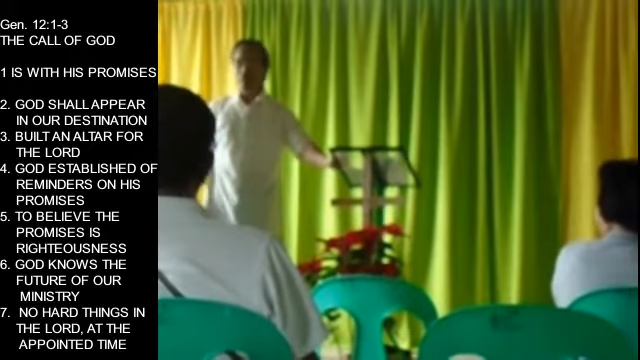 Gen. 12:1-3
THE CALL OF GOD
1 IS WITH HIS PROMISES
2. GOD SHALL APPEAR
IN OUR DESTINATION
3. BUILT AN ALTAR FOR
THE LORD
4. GOD ESTABLISHED OF
REMINDERS ON HIS
PROMISES
5. TO BELIEVE THE
PROMISES IS
RIGHTEOUSNESS
6. GOD KNOWS THE
FUTURE OF OUR
MINISTRY
7. NO HARD THINGS IN
THE LORD, AT THE
APPOINTED TIME